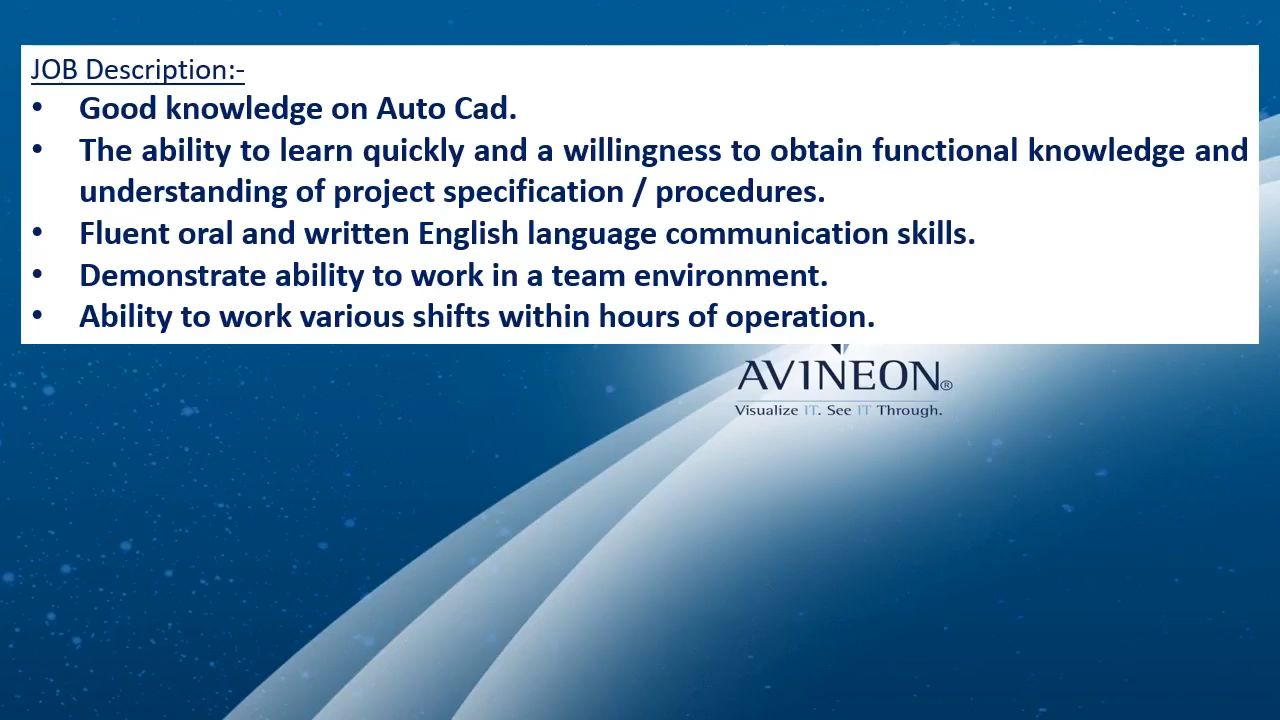 JOB Description:-
• Good knowledge on Auto Cad.
• The ability to learn quickly and a willingness to obtain functional knowledge and
understanding of project specification / procedures.
• Fluent oral and written English language communication skills.
• Demonstrate ability to work in a team environment.
• Ability to work various shifts within hours of operation.
AVINEON®
Visualize IT. See IT Through.